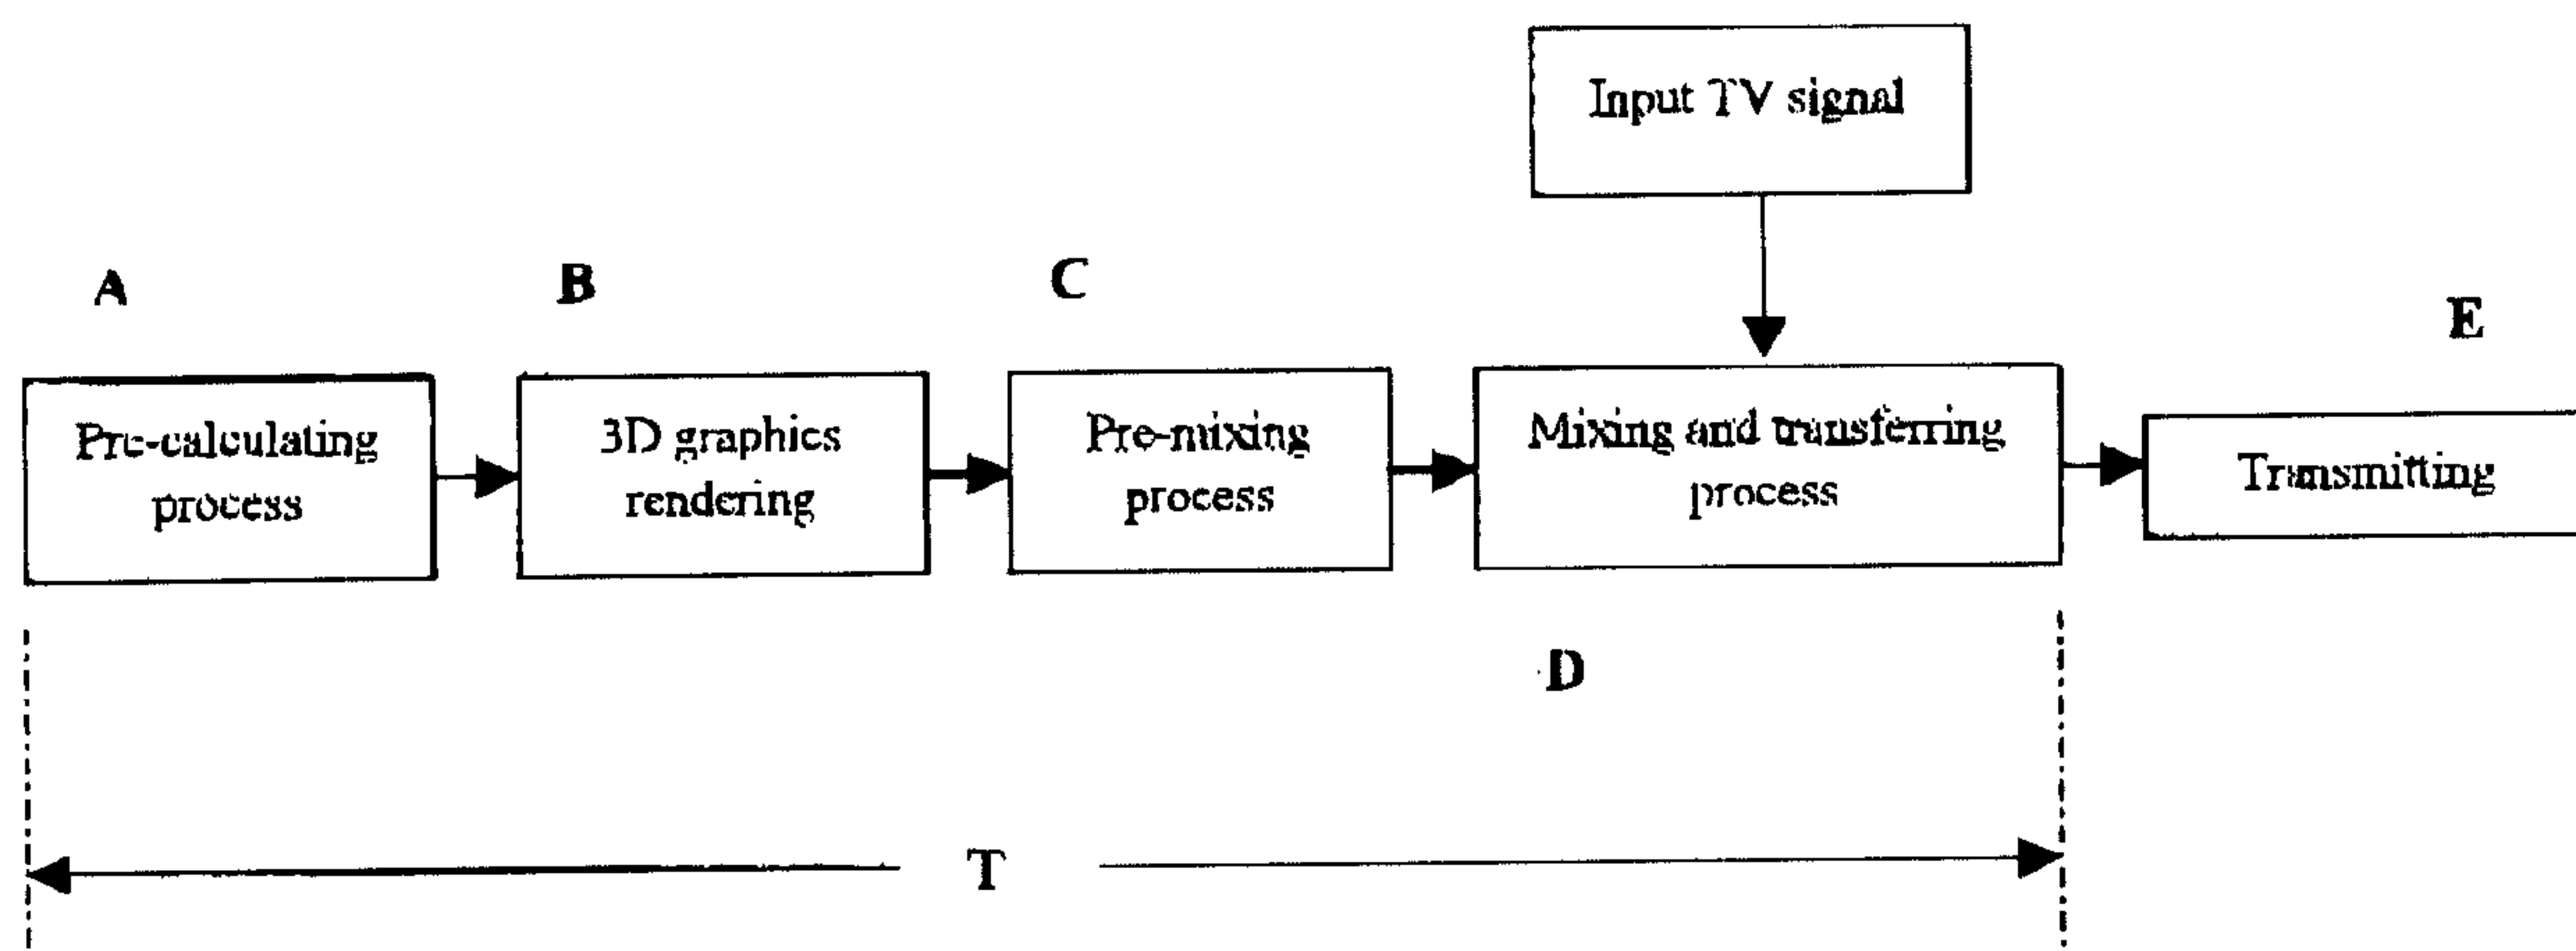 Input TV signal
A
B
C
E
Pre-calculating
process
3D graphics
rendering
Pre-mixing
process
Mixing and transferring
process
Transmitting
D
T